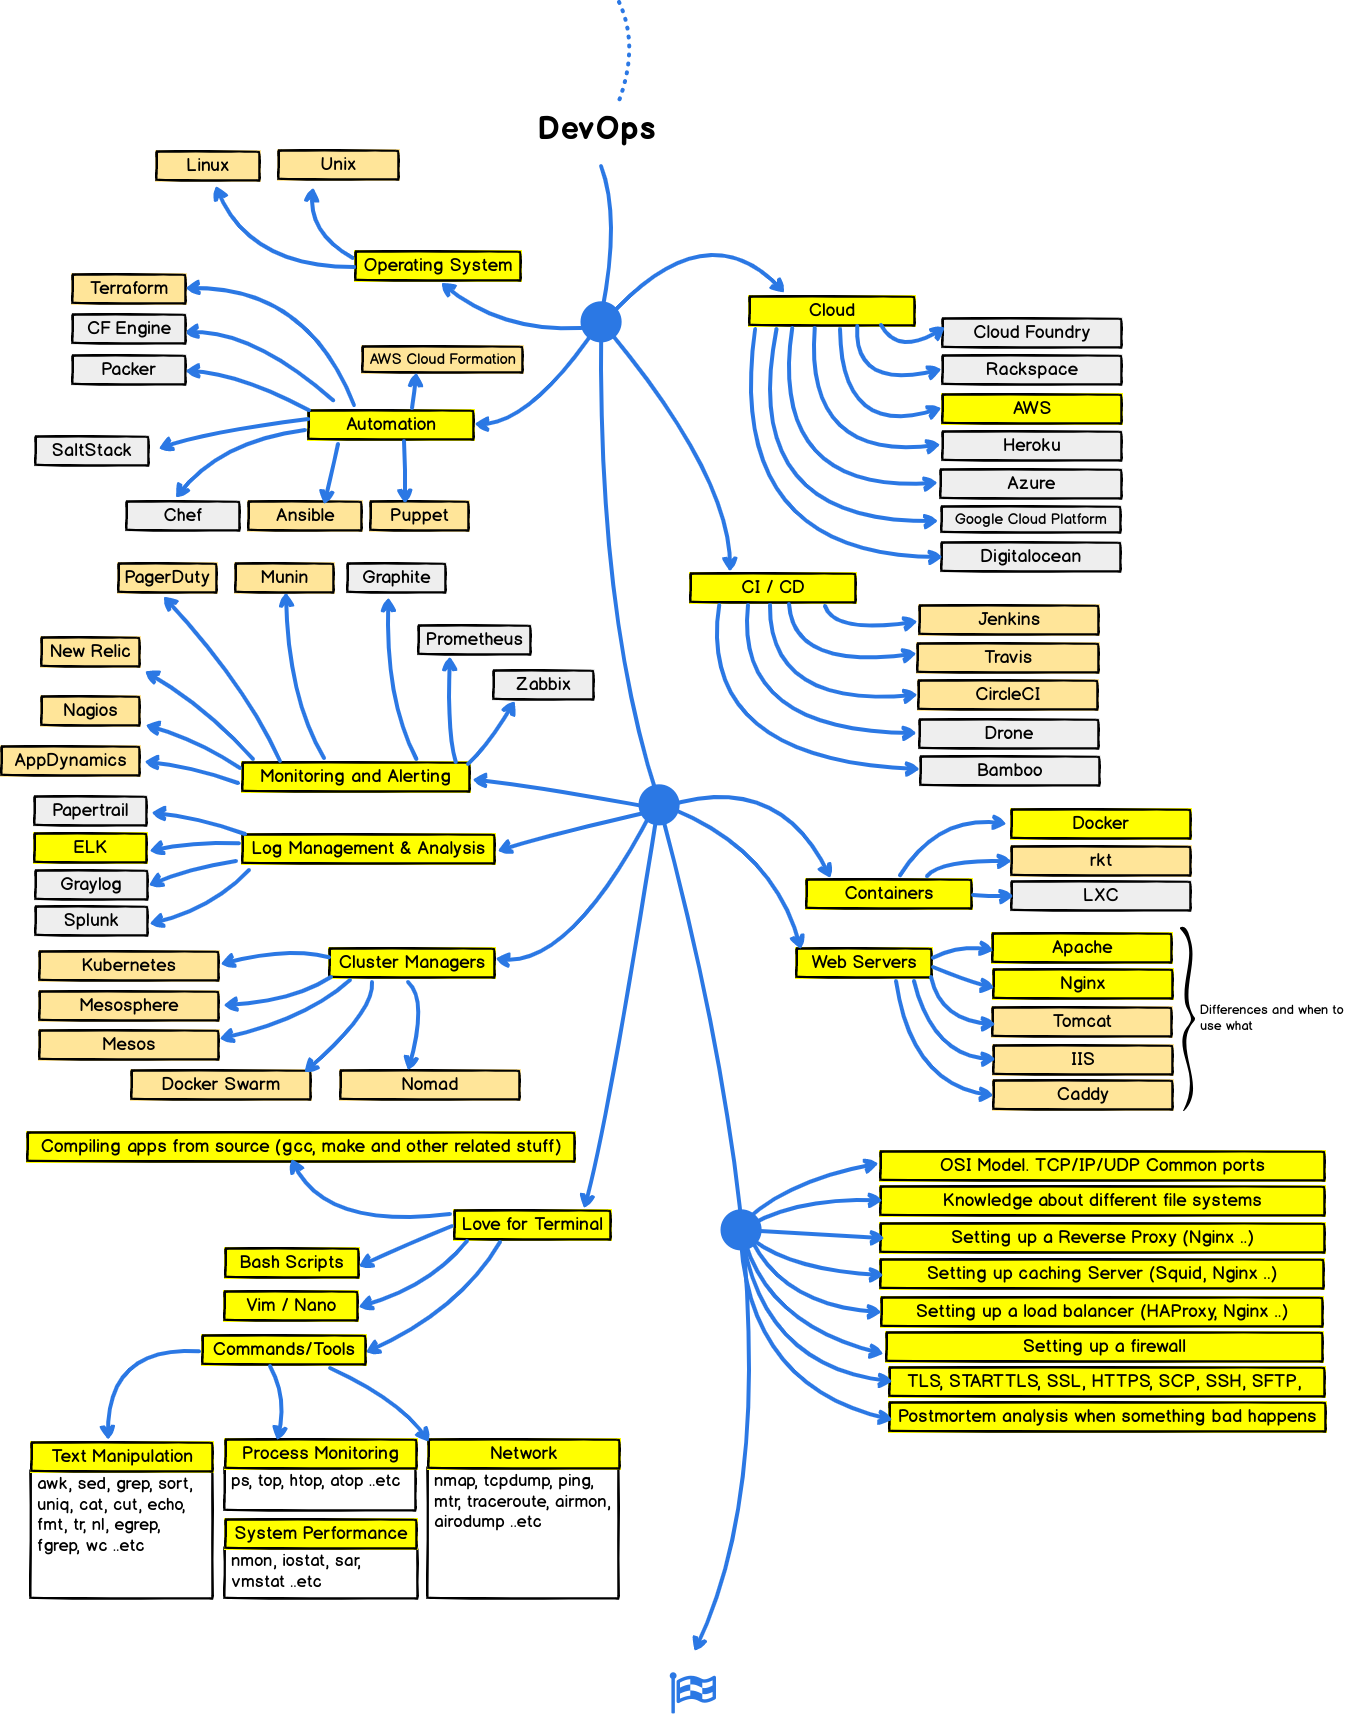 DevOps
Linux
Unix
Operating System
Terraform
CF Engine
Packer
AWS Cloud Formation
Automation
SaltStack
Chef
Ansible
Puppet
Cloud
Cloud Foundry
Rackspace
AWS
Heroku
Azure
Google Cloud Platform
Digitalocean
CI / CD
Jenkins
Travis
CircleCI
Drone
Bamboo
PagerDuty
Munin
Graphite
Prometheus
Zabbix
New Relic
Nagios
AppDynamics
Monitoring and Alerting
Papertrail
ELK
Graylog
Splunk
Log Management & Analysis
Containers
Docker
rkt
LXC
Kubernetes
Mesosphere
Mesos
Docker Swarm
Nomad
Cluster Managers
Web Servers
Apache
Nginx
Tomcat
IIS
Caddy
Differences and when to
use what
Compiling apps from source (gcc, make and other related stuff)
Love for Terminal
Bash Scripts
Vim / Nano
Commands/Tools
OSI Model. TCP/IP/UDP Common ports
Knowledge about different file systems
Setting up a Reverse Proxy (Nginx ..)
Setting up caching Server (Squid, Nginx ..)
Setting up a load balancer (HAProxy, Nginx ..)
Setting up a firewall
TLS, STARTTLS, SSL, HTTPS, SCP, SSH, SFTP,
Postmortem analysis when something bad happens
Text Manipulation
awk, sed, grep, sort,
uniq, cat, cut, echo,
fmt, tr, nl, egrep,
fgrep, wc ..etc
Process Monitoring
ps, top, htop, atop ..etc
System Performance
nmon, iostat, sar,
vmstat ..etc
Network
nmap, tcpdump, ping,
mtr, traceroute, airmon,
airodump ..etc